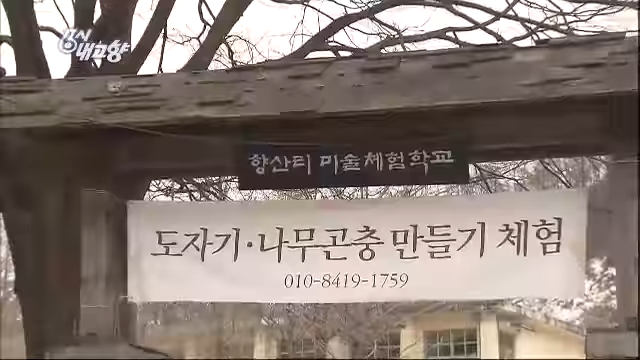 6시
내고향
향산리 미술체험학교
도자기·나무곤충 만들기 체험
010-8419-1759